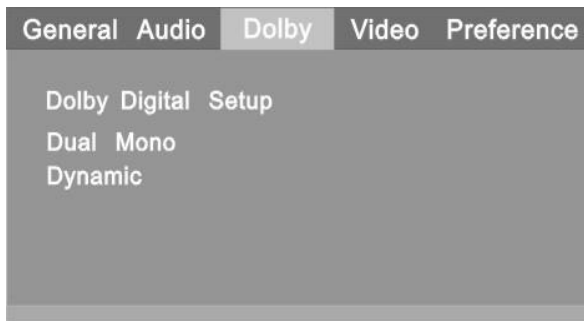 General Audio Dolby Video Preference
Dolby Digital Setup
Dual Mono
Dynamic